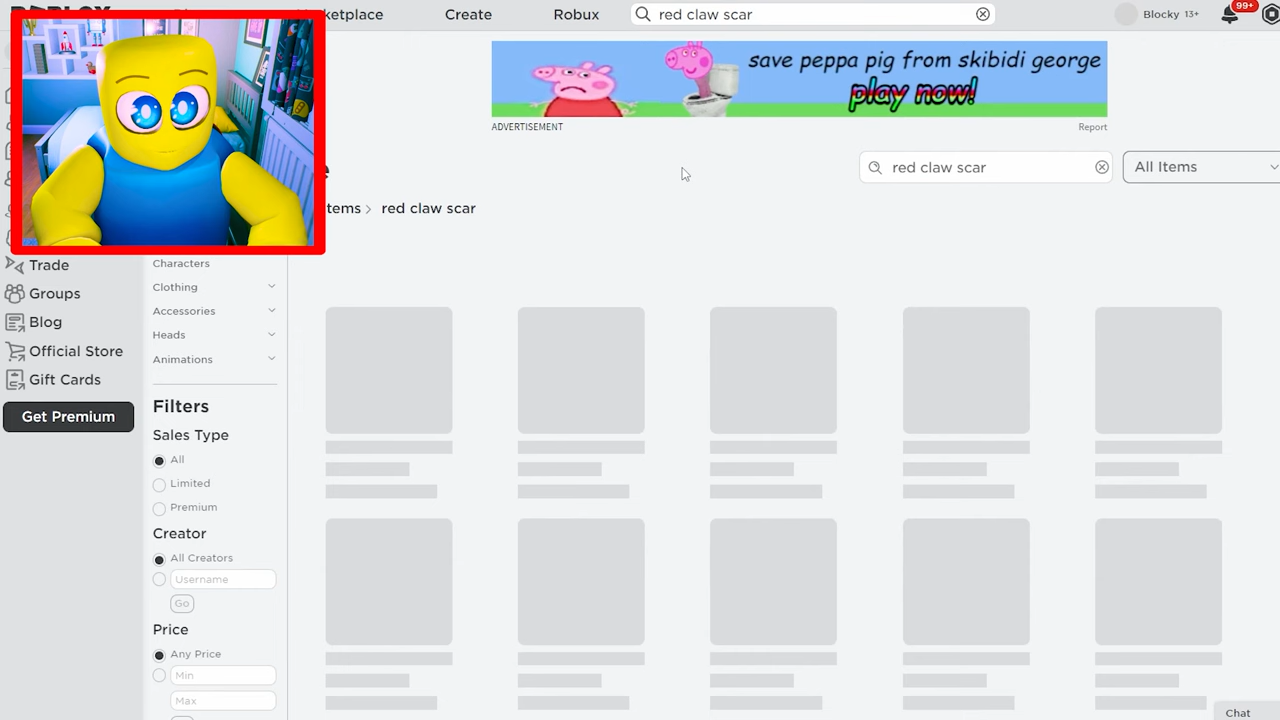 Create
Robux
red claw scar
Blocky 13+
99+
save peppa pig from skibidi george
play now!
ADVERTISEMENT
Report
red claw scar
All Items
red claw scar
Trade
Groups
Blog
Official Store
Gift Cards
Get Premium
Characters
Clothing
Accessories
Heads
Animations
Filters
Sales Type
All
Limited
Premium
Creator
All Creators
Username
Go
Price
Any Price
Min
Max
Chat